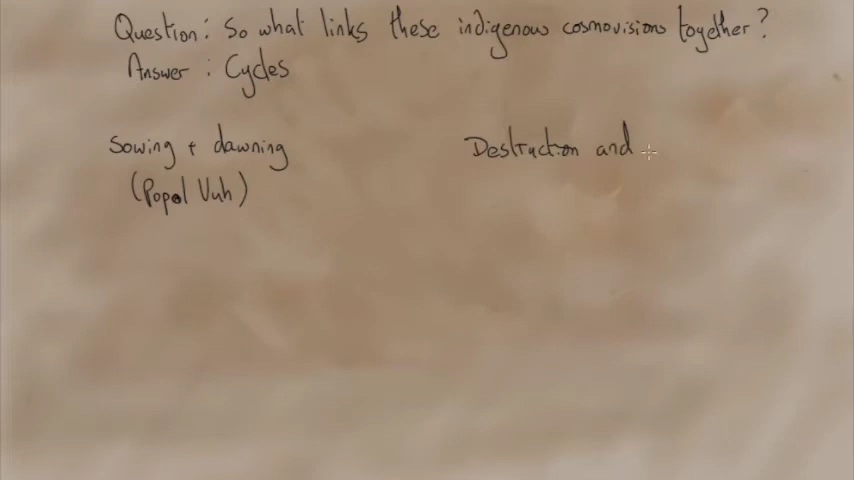 Question: So what links these indigenous cosmovisions together?
Answer: Cycles
Sowing + dawning
(Popol Vuh)
Destruction and